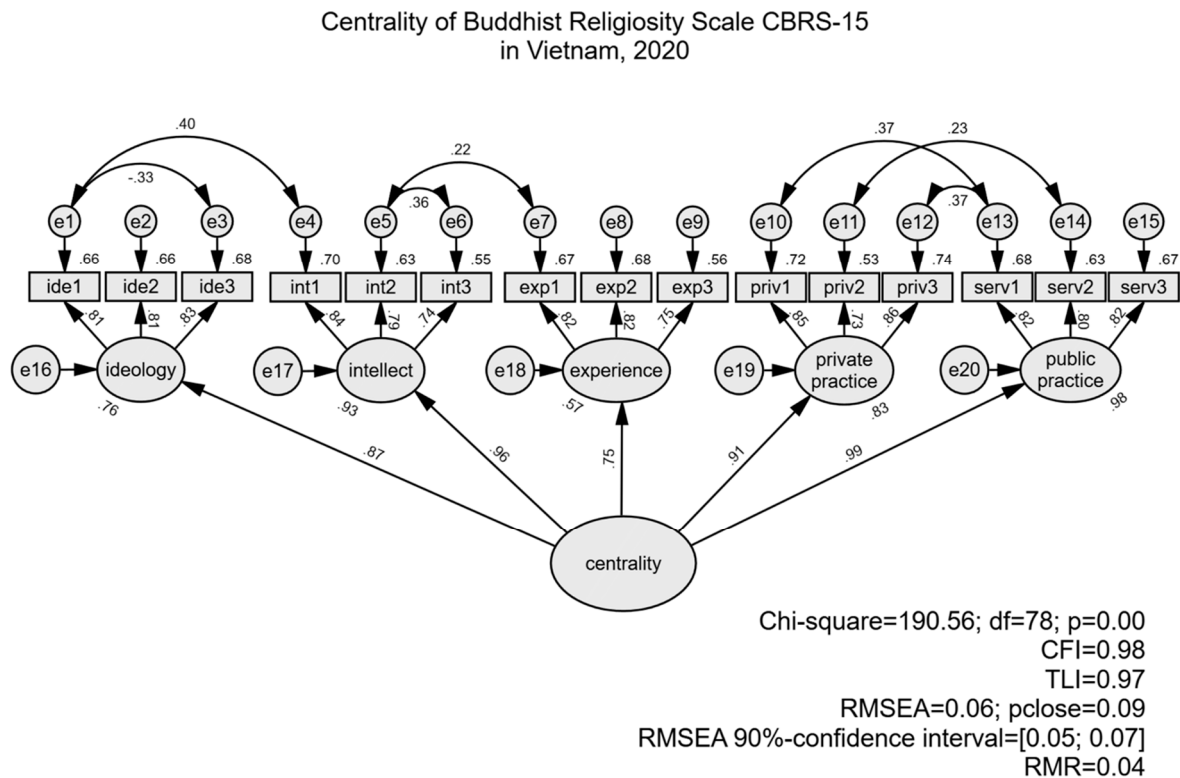 Centrality of Buddhist Religiosity Scale CBRS-15
in Vietnam, 2020
.40
.37
.23
-.33
.22
.36
.37
e1
e2
e3
e4
e5
e6
e7
e8
e9
e10
e11
e12
e13
e14
e15
.66
.66
.68
.70
.63
.55
.67
.68
.56
.72
.53
.74
.68
.63
.67
ide1
ide2
ide3
int1
int2
int3
exp1
exp2
exp3
priv1
priv2
priv3
serv1
serv2
serv3
.81
.81
.83
.84
.79
.74
.82
.82
.75
.85
.73
.86
.82
.80
.82
e16
ideology
e17
intellect
e18
experience
e19
private
practice
e20
public
practice
.76
.93
.57
.83
.98
.87
.96
.75
.91
.99
centrality
Chi-square=190.56; df=78; p=0.00
CFI=0.98
TLI=0.97
RMSEA=0.06; pclose=0.09
RMSEA 90%-confidence interval=[0.05; 0.07]
RMR=0.04